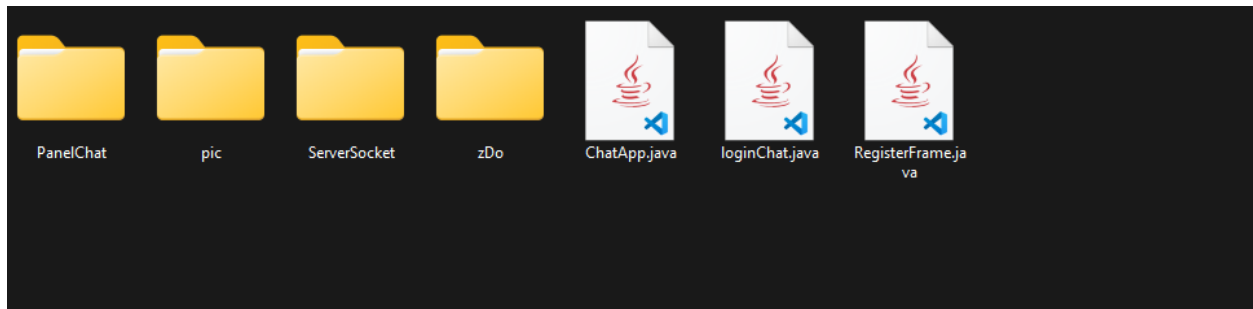 PanelChat
pic
ServerSocket
zDo
ChatApp.java
loginChat.java
RegisterFrame.ja
va